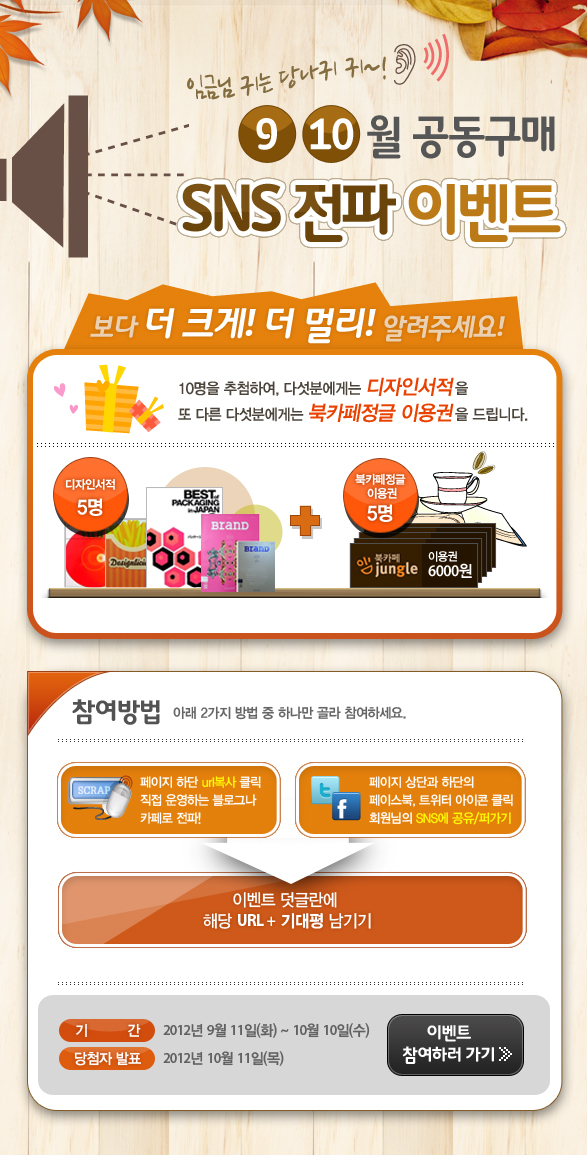 임금님 귀는 당나귀 귀~!
9 10월 공동구매
SNS 전파 이벤트
보다 더 크게! 더 멀리! 알려주세요!
10명을 추첨하여, 다섯분에게는 디자인서적을
또 다른 다섯분에게는 북카페정글 이용권을 드립니다.
디자인서적
5명
BEST of
PACKAGING
in JAPAN
BRAND
BRAND
북카페정글
이용권
5명
북카페
jungle
이용권
6000원
참여방법 아래 2가지 방법 중 하나만 골라 참여하세요.
SCRAP
페이지 하단 url복사 클릭
직접 운영하는 블로그나
카페로 전파!
페이지 상단과 하단의
페이스북, 트위터 아이콘 클릭
회원님의 SNS에 공유/퍼가기
이벤트 덧글란에
해당 URL + 기대평 남기기
기 간 2012년 9월 11일(화) ~ 10월 10일(수)
당첨자 발표 2012년 10월 11일(목)
이벤트
참여하러 가기